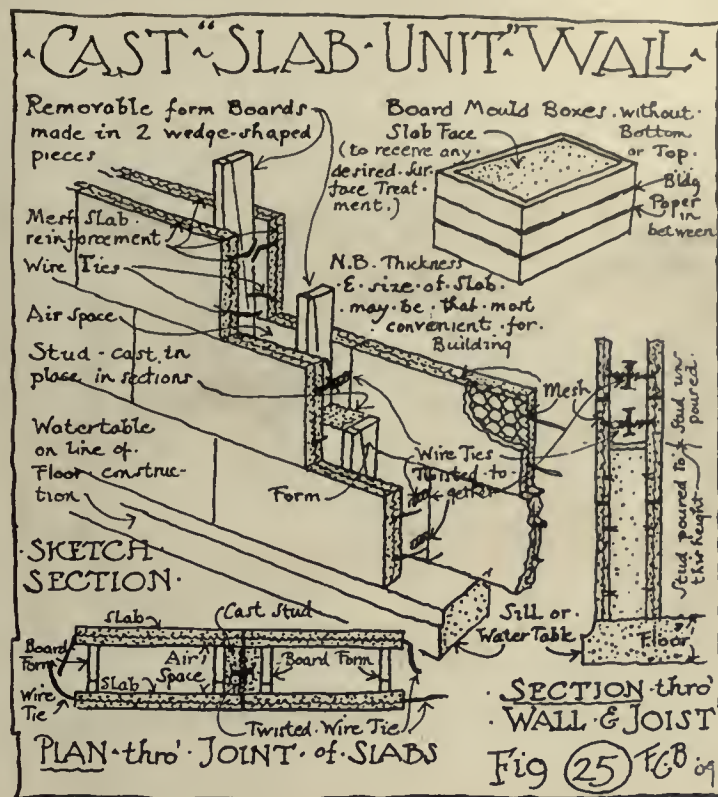 CAST "SLAB · UNIT" WALL
Removable form Boards
made in 2 wedge-shaped
pieces
Board Mould Boxes. without
Bottom
or Top.
Slab Face
(to receive any
desired. Sur
face Treat
ment.)
Bldg
Paper
in
between
Mesh Slab
reinforcement
Wire Ties
N.B. Thickness
& size of Slab.
may be that most
convenient for
Building
Air space
Stud cast in
place in sections
Mesh
Watertable
on line of
Floor construc-
tion
Wire Ties
Twisted to-
gether
Form
Stud un
poured.
Stud poured to
this height
SKETCH
SECTION
Sill or
Water Table
Floor
Slab
Cast Stud
Board
Form
Air
Space
Board Form
Slab
Wire
Tie
Twisted Wire Tie
PLAN thro' JOINT of SLABS
SECTION thro'
WALL & JOIST
Fig 25 FCB 09